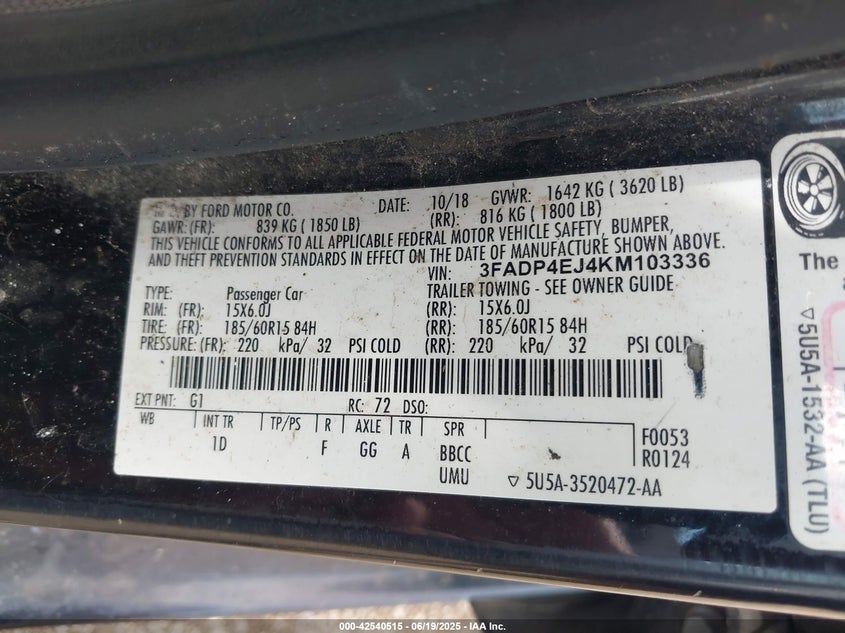 BY FORD MOTOR CO. DATE: 10/18 GVWR: 1642 KG ( 3620 LB)
GAWR: (FR): 839 KG ( 1850 LB) (RR): 816 KG ( 1800 LB)
THIS VEHICLE CONFORMS TO ALL APPLICABLE FEDERAL MOTOR VEHICLE SAFETY, BUMPER,
AND THEFT PREVENTION STANDARDS IN EFFECT ON THE DATE OF MANUFACTURE SHOWN ABOVE.
VIN: 3FADP4EJ4KM103336
TYPE: Passenger Car TRAILER TOWING - SEE OWNER GUIDE
RIM: (FR) 15X6.0J (RR): 15X6.0J
TIRE: (FR) 185/60R15 84H (RR): 185/60R15 84H
PRESSURE: (FR): 220 kPa/ 32 PSI COLD (RR): 220 kPa/ 32 PSI COLD
EXT PNT: G1 RC: 72 DSO:
WB INT TR TP/PS R AXLE TR SPR F0053
1D F GG A BBCC R0124
UMU ▽ 5U5A-3520472-AA
The
▽5U5A-1532-AA (TLU)
000-42540515 - 06/19/2025 - IAA Inc.